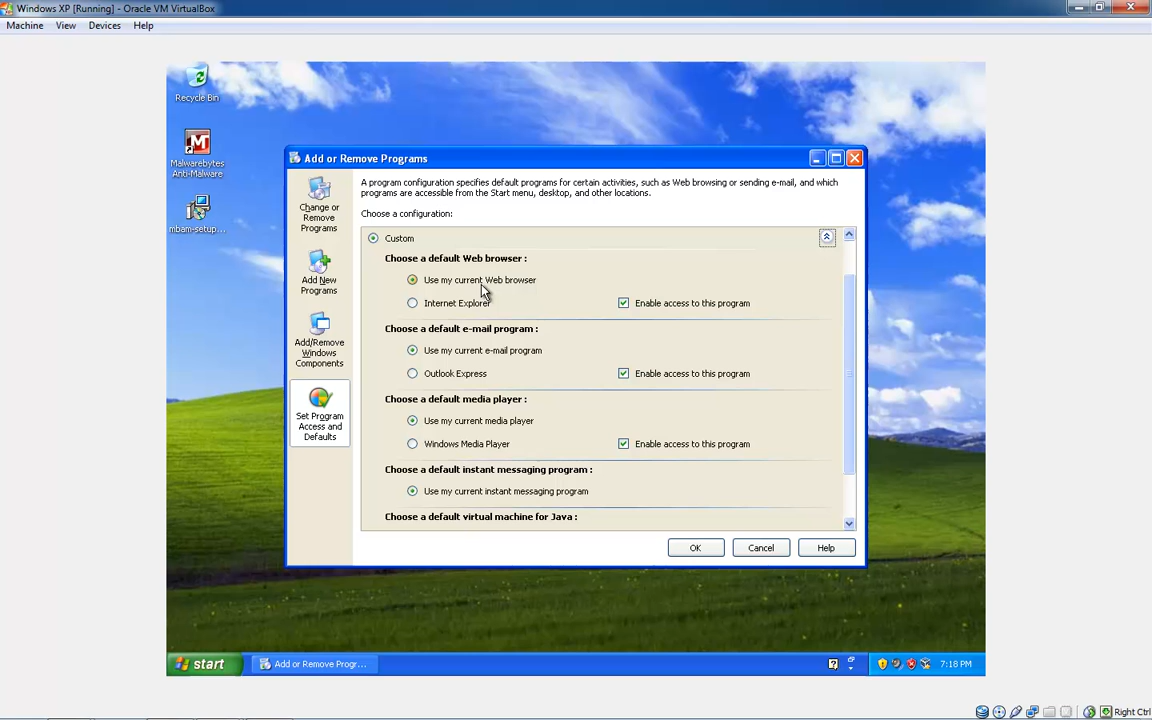 Windows XP [Running] - Oracle VM VirtualBox
Machine View Devices Help
Recycle Bin
Malwarebytes
Anti-Malware
mbam-setup...
Add or Remove Programs
Change or
Remove
Programs
Add New
Programs
Add/Remove
Windows
Components
Set Program
Access and
Defaults
A program configuration specifies default programs for certain activities, such as Web browsing or sending e-mail, and which
programs are accessible from the Start menu, desktop, and other locations.
Choose a configuration:
Custom
Choose a default Web browser :
Use my current Web browser
Internet Explorer Enable access to this program
Choose a default e-mail program :
Use my current e-mail program
Outlook Express Enable access to this program
Choose a default media player :
Use my current media player
Windows Media Player Enable access to this program
Choose a default instant messaging program :
Use my current instant messaging program
Choose a default virtual machine for Java :
OK Cancel Help
start Add or Remove Progr... 7:18 PM
Right Ctrl